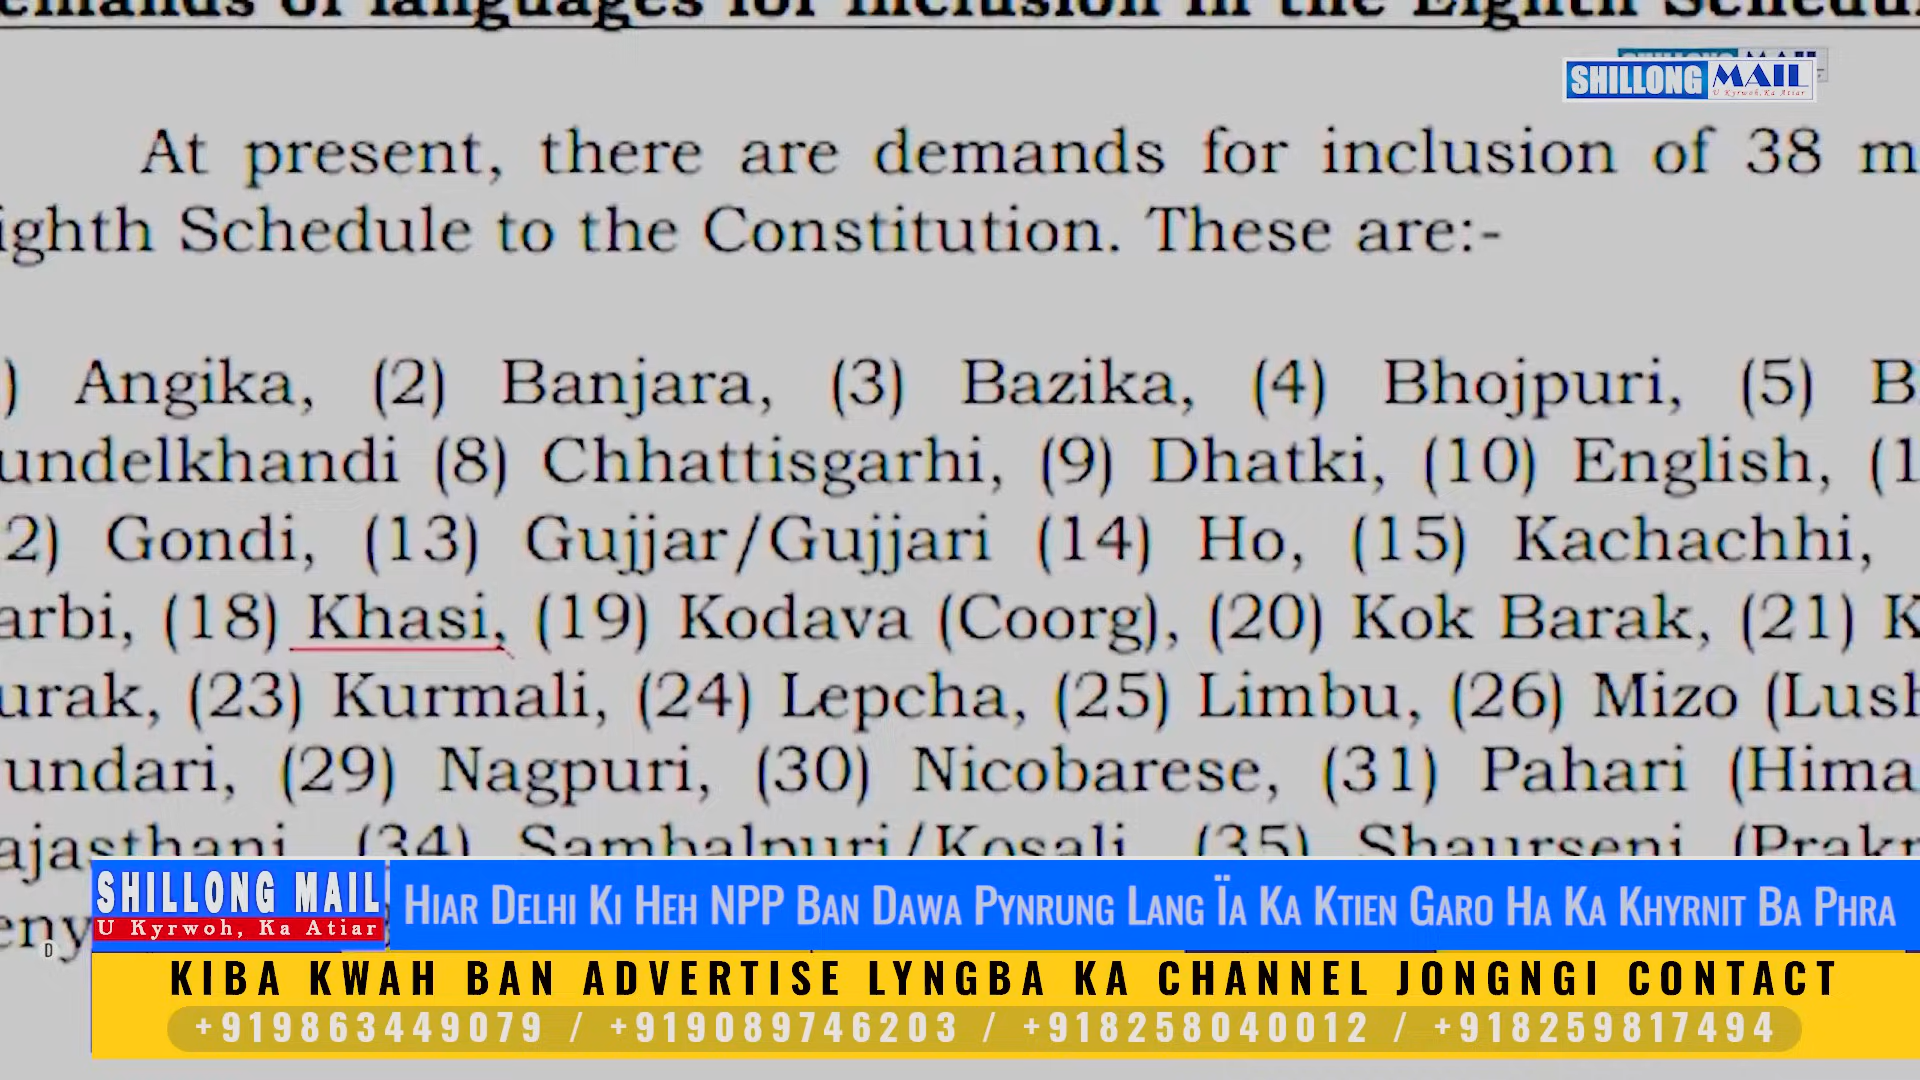 emands of languages for inclusion in the Eighth Schedu
SHILLONG MAIL
U Kyrwoh, Ka Atiar
At present, there are demands for inclusion of 38 m
ighth Schedule to the Constitution. These are:-
) Angika, (2) Banjara, (3) Bazika, (4) Bhojpuri, (5) B
undelkhandi (8) Chhattisgarhi, (9) Dhatki, (10) English, (1
2) Gondi, (13) Gujjar/Gujjari (14) Ho, (15) Kachachhi,
arbi, (18) Khasi, (19) Kodava (Coorg), (20) Kok Barak, (21) K
urak, (23) Kurmali, (24) Lepcha, (25) Limbu, (26) Mizo (Lush
undari, (29) Nagpuri, (30) Nicobarese, (31) Pahari (Hima
ajasthani, (34) Sambalpuri/Kosali, (35) Shaurseni (Prakr
eny
SHILLONG MAIL
U Kyrwoh, Ka Atiar
HIAR DELHI KI HEH NPP BAN DAWA PYNRUNG LANG ÏA KA KTIEN GARO HA KA KHYRNIT BA PHRA
KIBA KWAH BAN ADVERTISE LYNGBA KA CHANNEL JONGNGI CONTACT
+919863449079 / +919089746203 / +918258040012 / +918259817494